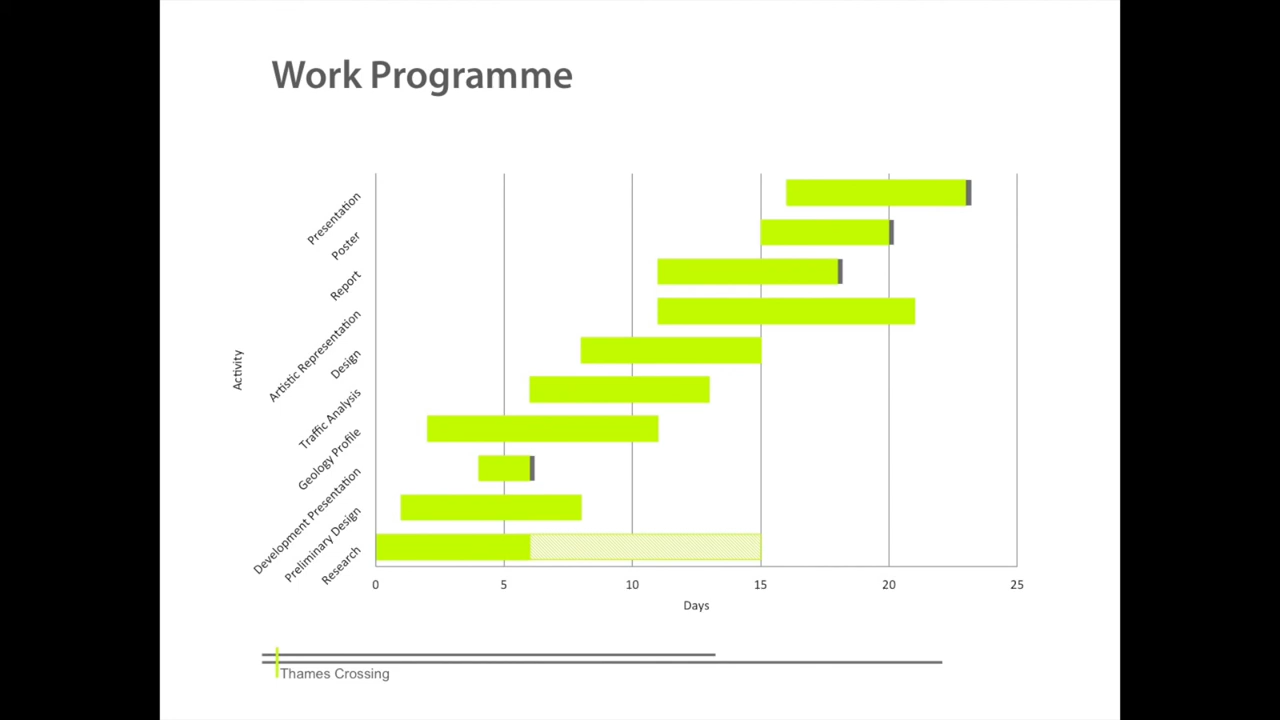 Work Programme
Presentation
Poster
Report
Artistic Representation
Design
Traffic Analysis
Geology Profile
Development Presentation
Preliminary Design
Research
Activity
0 5 10 15 20 25
Days
Thames Crossing